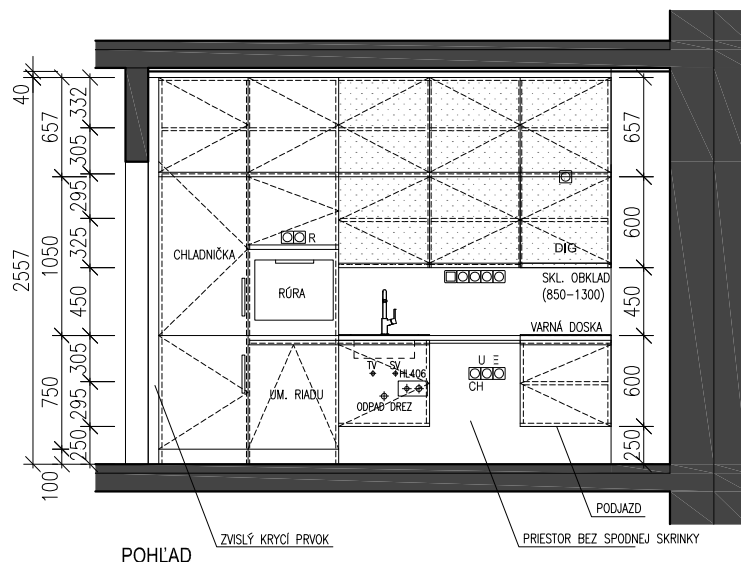 2557
40
657
1050
750
100
332
305
295
325
450
305
295
250
657
600
450
600
250
CHLADNIČKA
R
RÚRA
UM. RIADU
DIG
SKL. OBKLAD
(850-1300)
VARNÁ DOSKA
TV
SV
HL406
ODPAD DREZ
U
CH
PODJAZD
ZVISLÝ KRYCÍ PRVOK
PRIESTOR BEZ SPODNEJ SKRINKY
POHĽAD